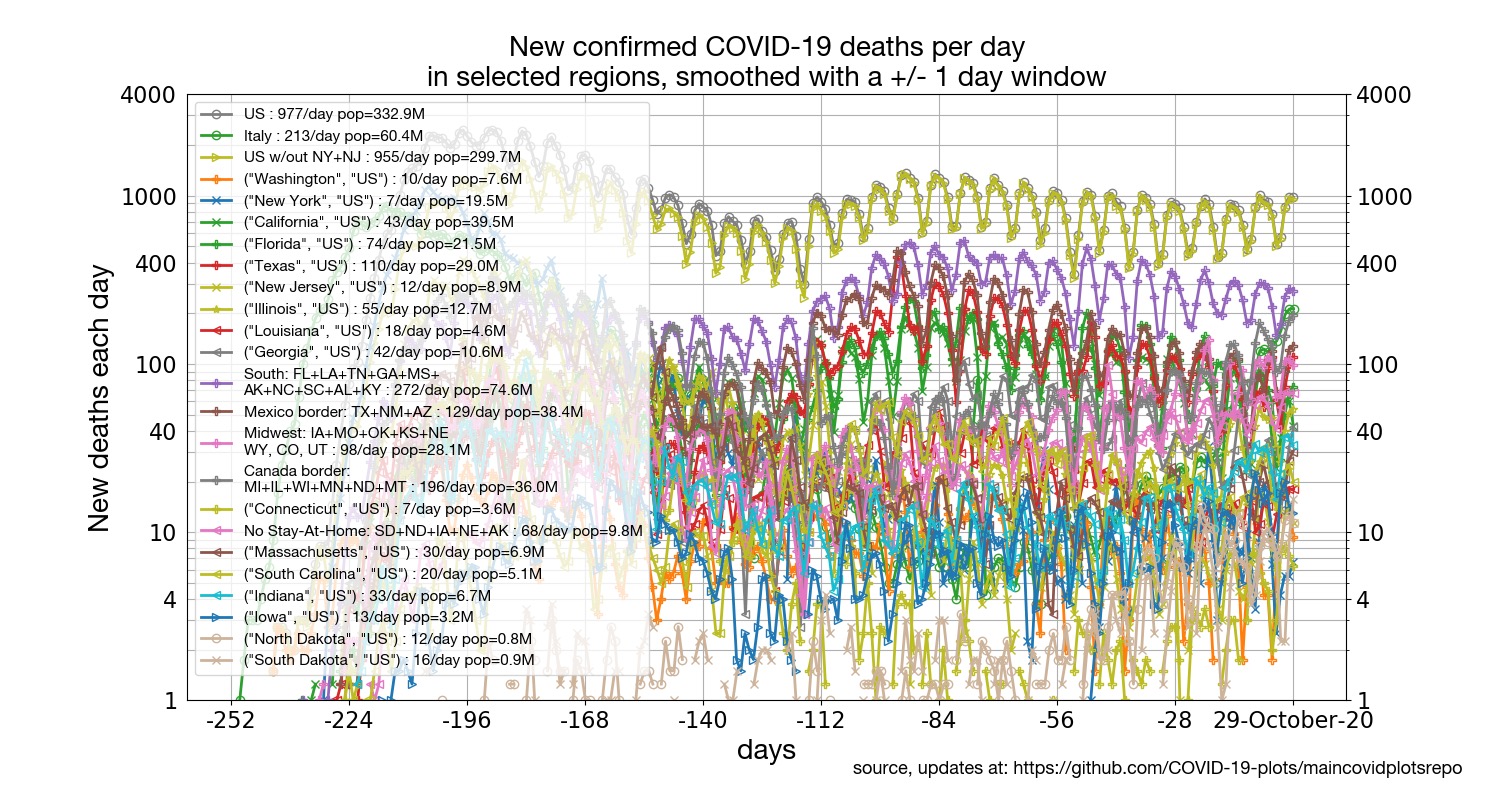 New confirmed COVID-19 deaths per day
in selected regions, smoothed with a +/- 1 day window
4000
1000
400
100
40
10
4
1
New deaths each day
US : 977/day pop=332.9M
Italy : 213/day pop=60.4M
US w/out NY+NJ : 955/day pop=299.7M
("Washington", "US") : 10/day pop=7.6M
("New York", "US") : 7/day pop=19.5M
("California", "US") : 43/day pop=39.5M
("Florida", "US") : 74/day pop=21.5M
("Texas", "US") : 110/day pop=29.0M
("New Jersey", "US") : 12/day pop=8.9M
("Illinois", "US") : 55/day pop=12.7M
("Louisiana", "US") : 18/day pop=4.6M
("Georgia", "US") : 42/day pop=10.6M
South: FL+LA+TN+GA+MS+
AK+NC+SC+AL+KY : 272/day pop=74.6M
Mexico border: TX+NM+AZ : 129/day pop=38.4M
Midwest: IA+MO+OK+KS+NE
WY, CO, UT : 98/day pop=28.1M
Canada border:
MI+IL+WI+MN+ND+MT : 196/day pop=36.0M
("Connecticut", "US") : 7/day pop=3.6M
No Stay-At-Home: SD+ND+IA+NE+AK : 68/day pop=9.8M
("Massachusetts", "US") : 30/day pop=6.9M
("South Carolina", "US") : 20/day pop=5.1M
("Indiana", "US") : 33/day pop=6.7M
("Iowa", "US") : 13/day pop=3.2M
("North Dakota", "US") : 12/day pop=0.8M
("South Dakota", "US") : 16/day pop=0.9M
4000
1000
400
100
40
10
4
1
-252 -224 -196 -168 -140 -112 -84 -56 -28 29-October-20
days
source, updates at: https://github.com/COVID-19-plots/maincovidplotsrepo